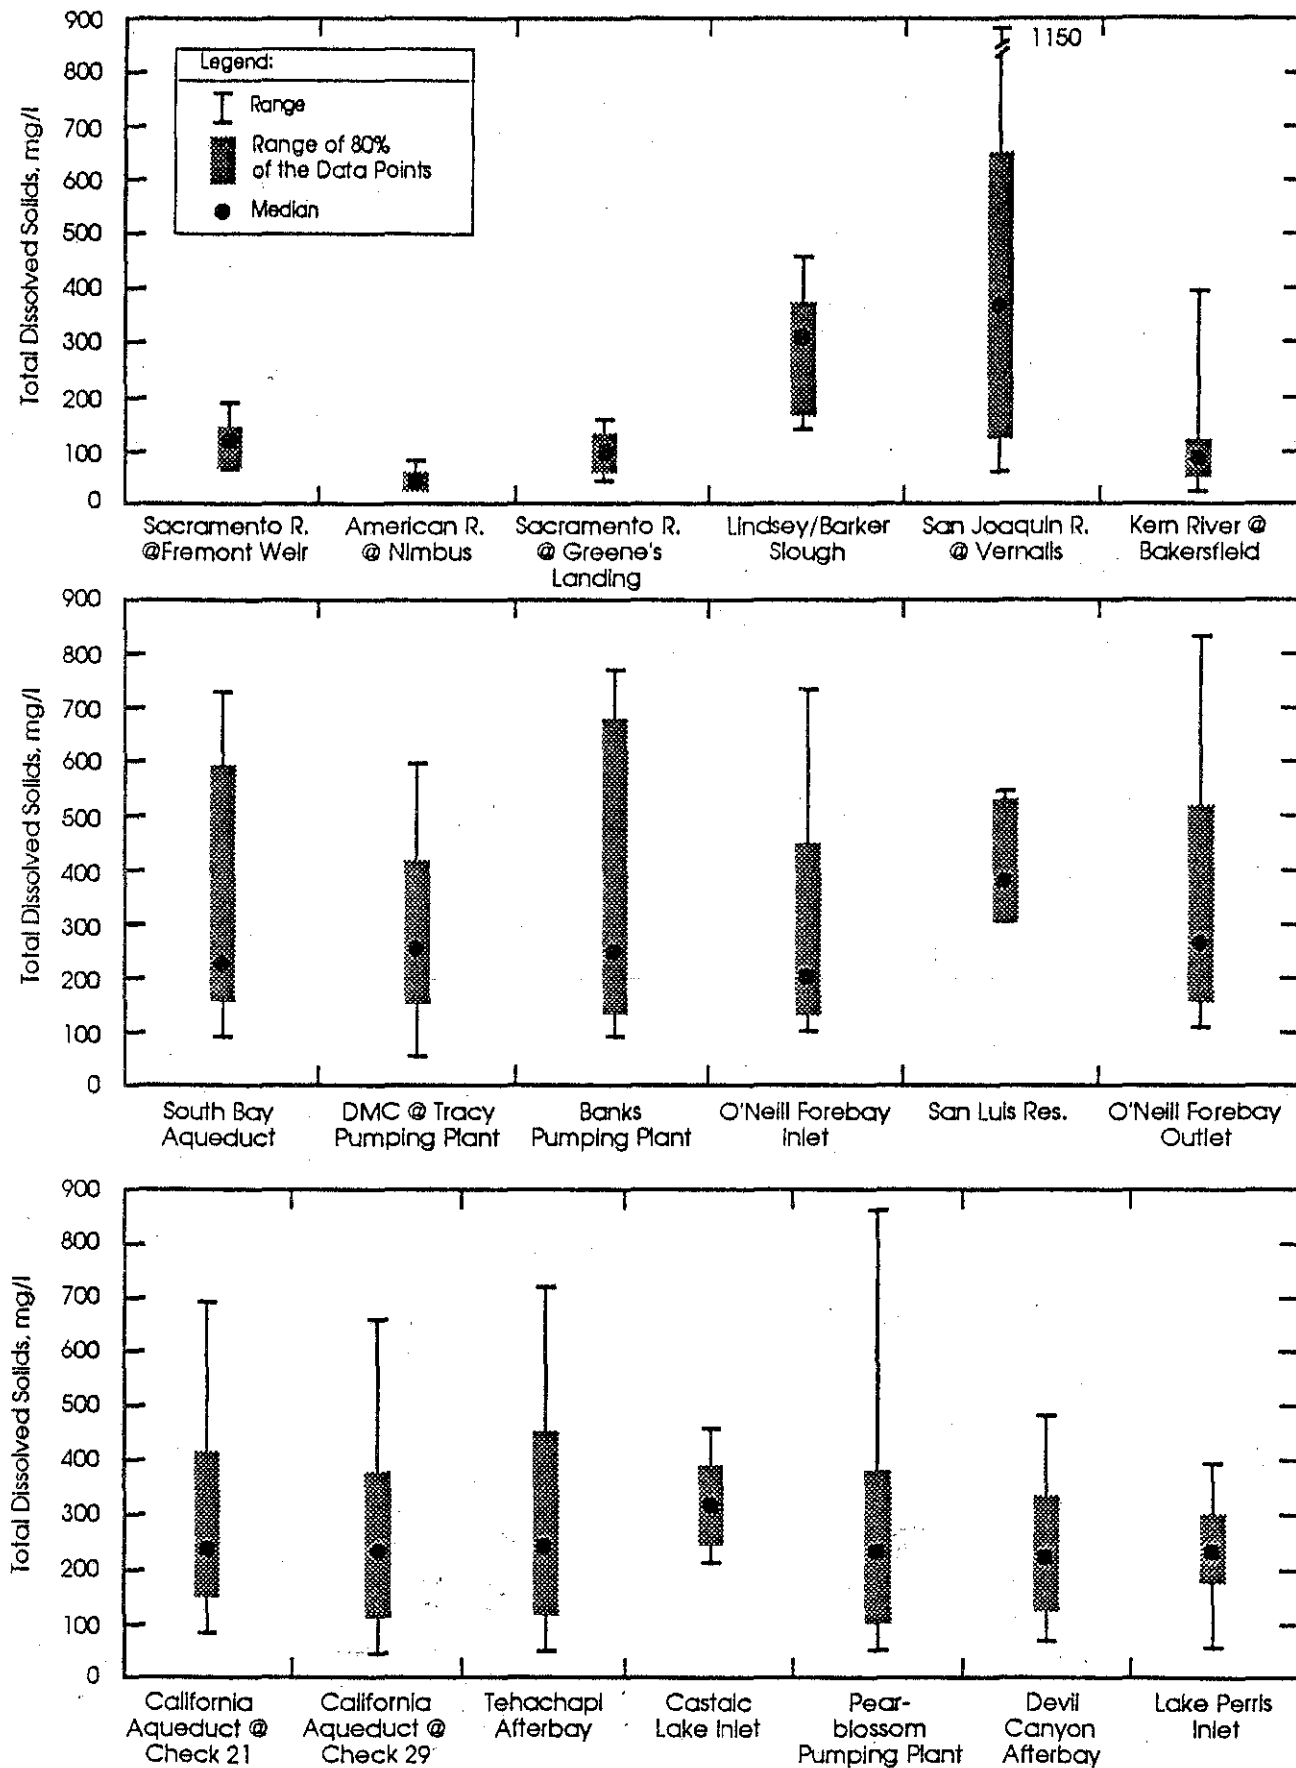 900
800
700
600
500
400
300
200
100
0
Total Dissolved Solids, mg/l
Legend:
Range
Range of 80%
of the Data Points
Median
1150
Sacramento R.
@Fremont Weir
American R.
@ Nimbus
Sacramento R.
@ Greene's
Landing
Lindsey/Barker
Slough
San Joaquin R.
@ Vernalis
Kern River @
Bakersfield
900
800
700
600
500
400
300
200
100
0
Total Dissolved Solids, mg/l
South Bay
Aqueduct
DMC @ Tracy
Pumping Plant
Banks
Pumping Plant
O'Neill Forebay
Inlet
San Luis Res.
O'Neill Forebay
Outlet
900
800
700
600
500
400
300
200
100
0
Total Dissolved Solids, mg/l
California
Aqueduct @
Check 21
California
Aqueduct @
Check 29
Tehachapi
Afterbay
Castaic
Lake Inlet
Pear-
blossom
Pumping Plant
Devil
Canyon
Afterbay
Lake Perris
Inlet